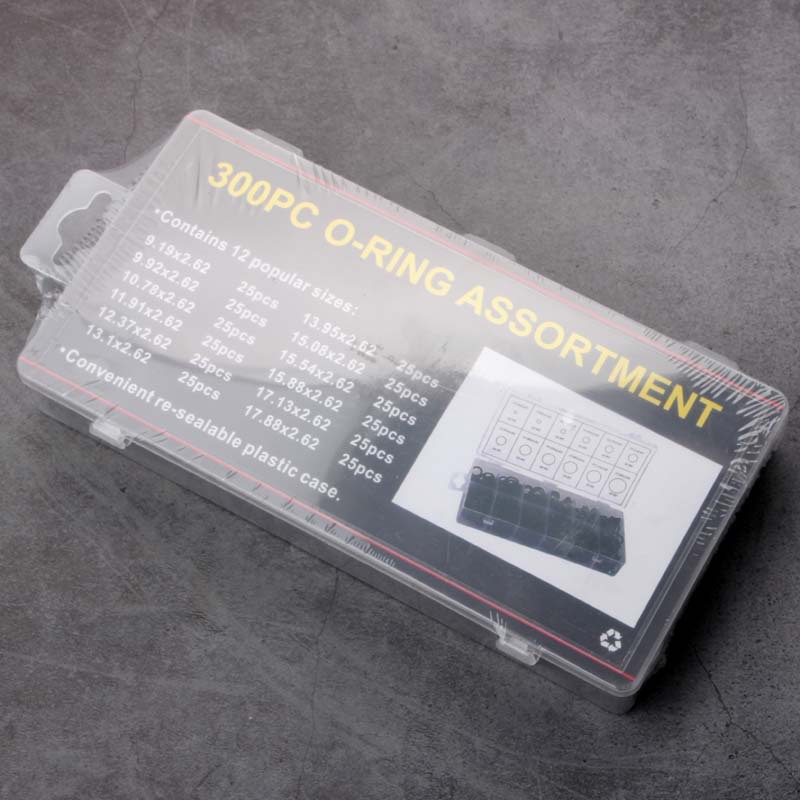 300PC O-RING ASSORTMENT
•Contains 12 popular sizes:
9.19x2.62 25pcs 13.95x2.62 25pcs
9.92x2.62 25pcs 15.08x2.62 25pcs
10.78x2.62 25pcs 15.54x2.62 25pcs
11.91x2.62 25pcs 15.88x2.62 25pcs
12.37x2.62 25pcs 17.13x2.62 25pcs
13.1x2.62 25pcs 17.88x2.62 25pcs
•Convenient re-sealable plastic case.